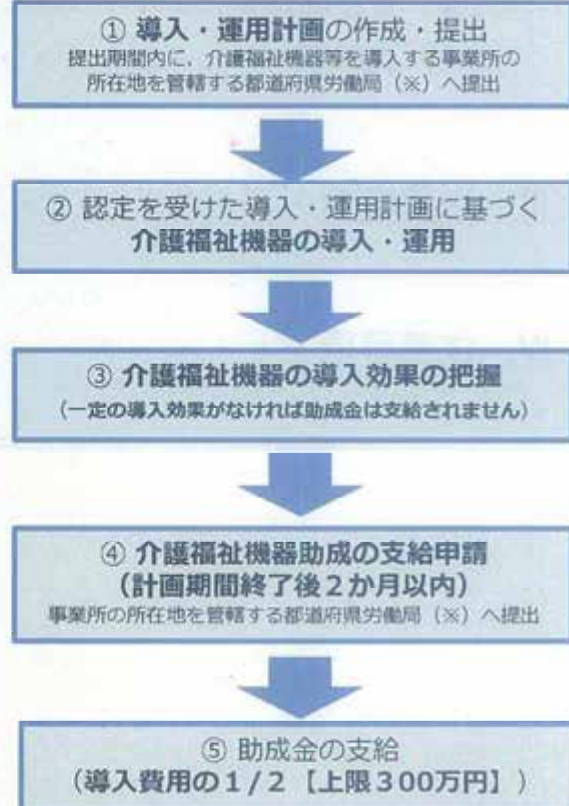 ① 導入・運用計画の作成・提出
提出期間内に、介護福祉機器等を導入する事業所の
所在地を管轄する都道府県労働局（※）へ提出
② 認定を受けた導入・運用計画に基づく
介護福祉機器の導入・運用
③ 介護福祉機器の導入効果の把握
（一定の導入効果がなければ助成金は支給されません）
④ 介護福祉機器助成の支給申請
（計画期間終了後２か月以内）
事業所の所在地を管轄する都道府県労働局（※）へ提出
⑤ 助成金の支給
（導入費用の１/２【上限３００万円】）